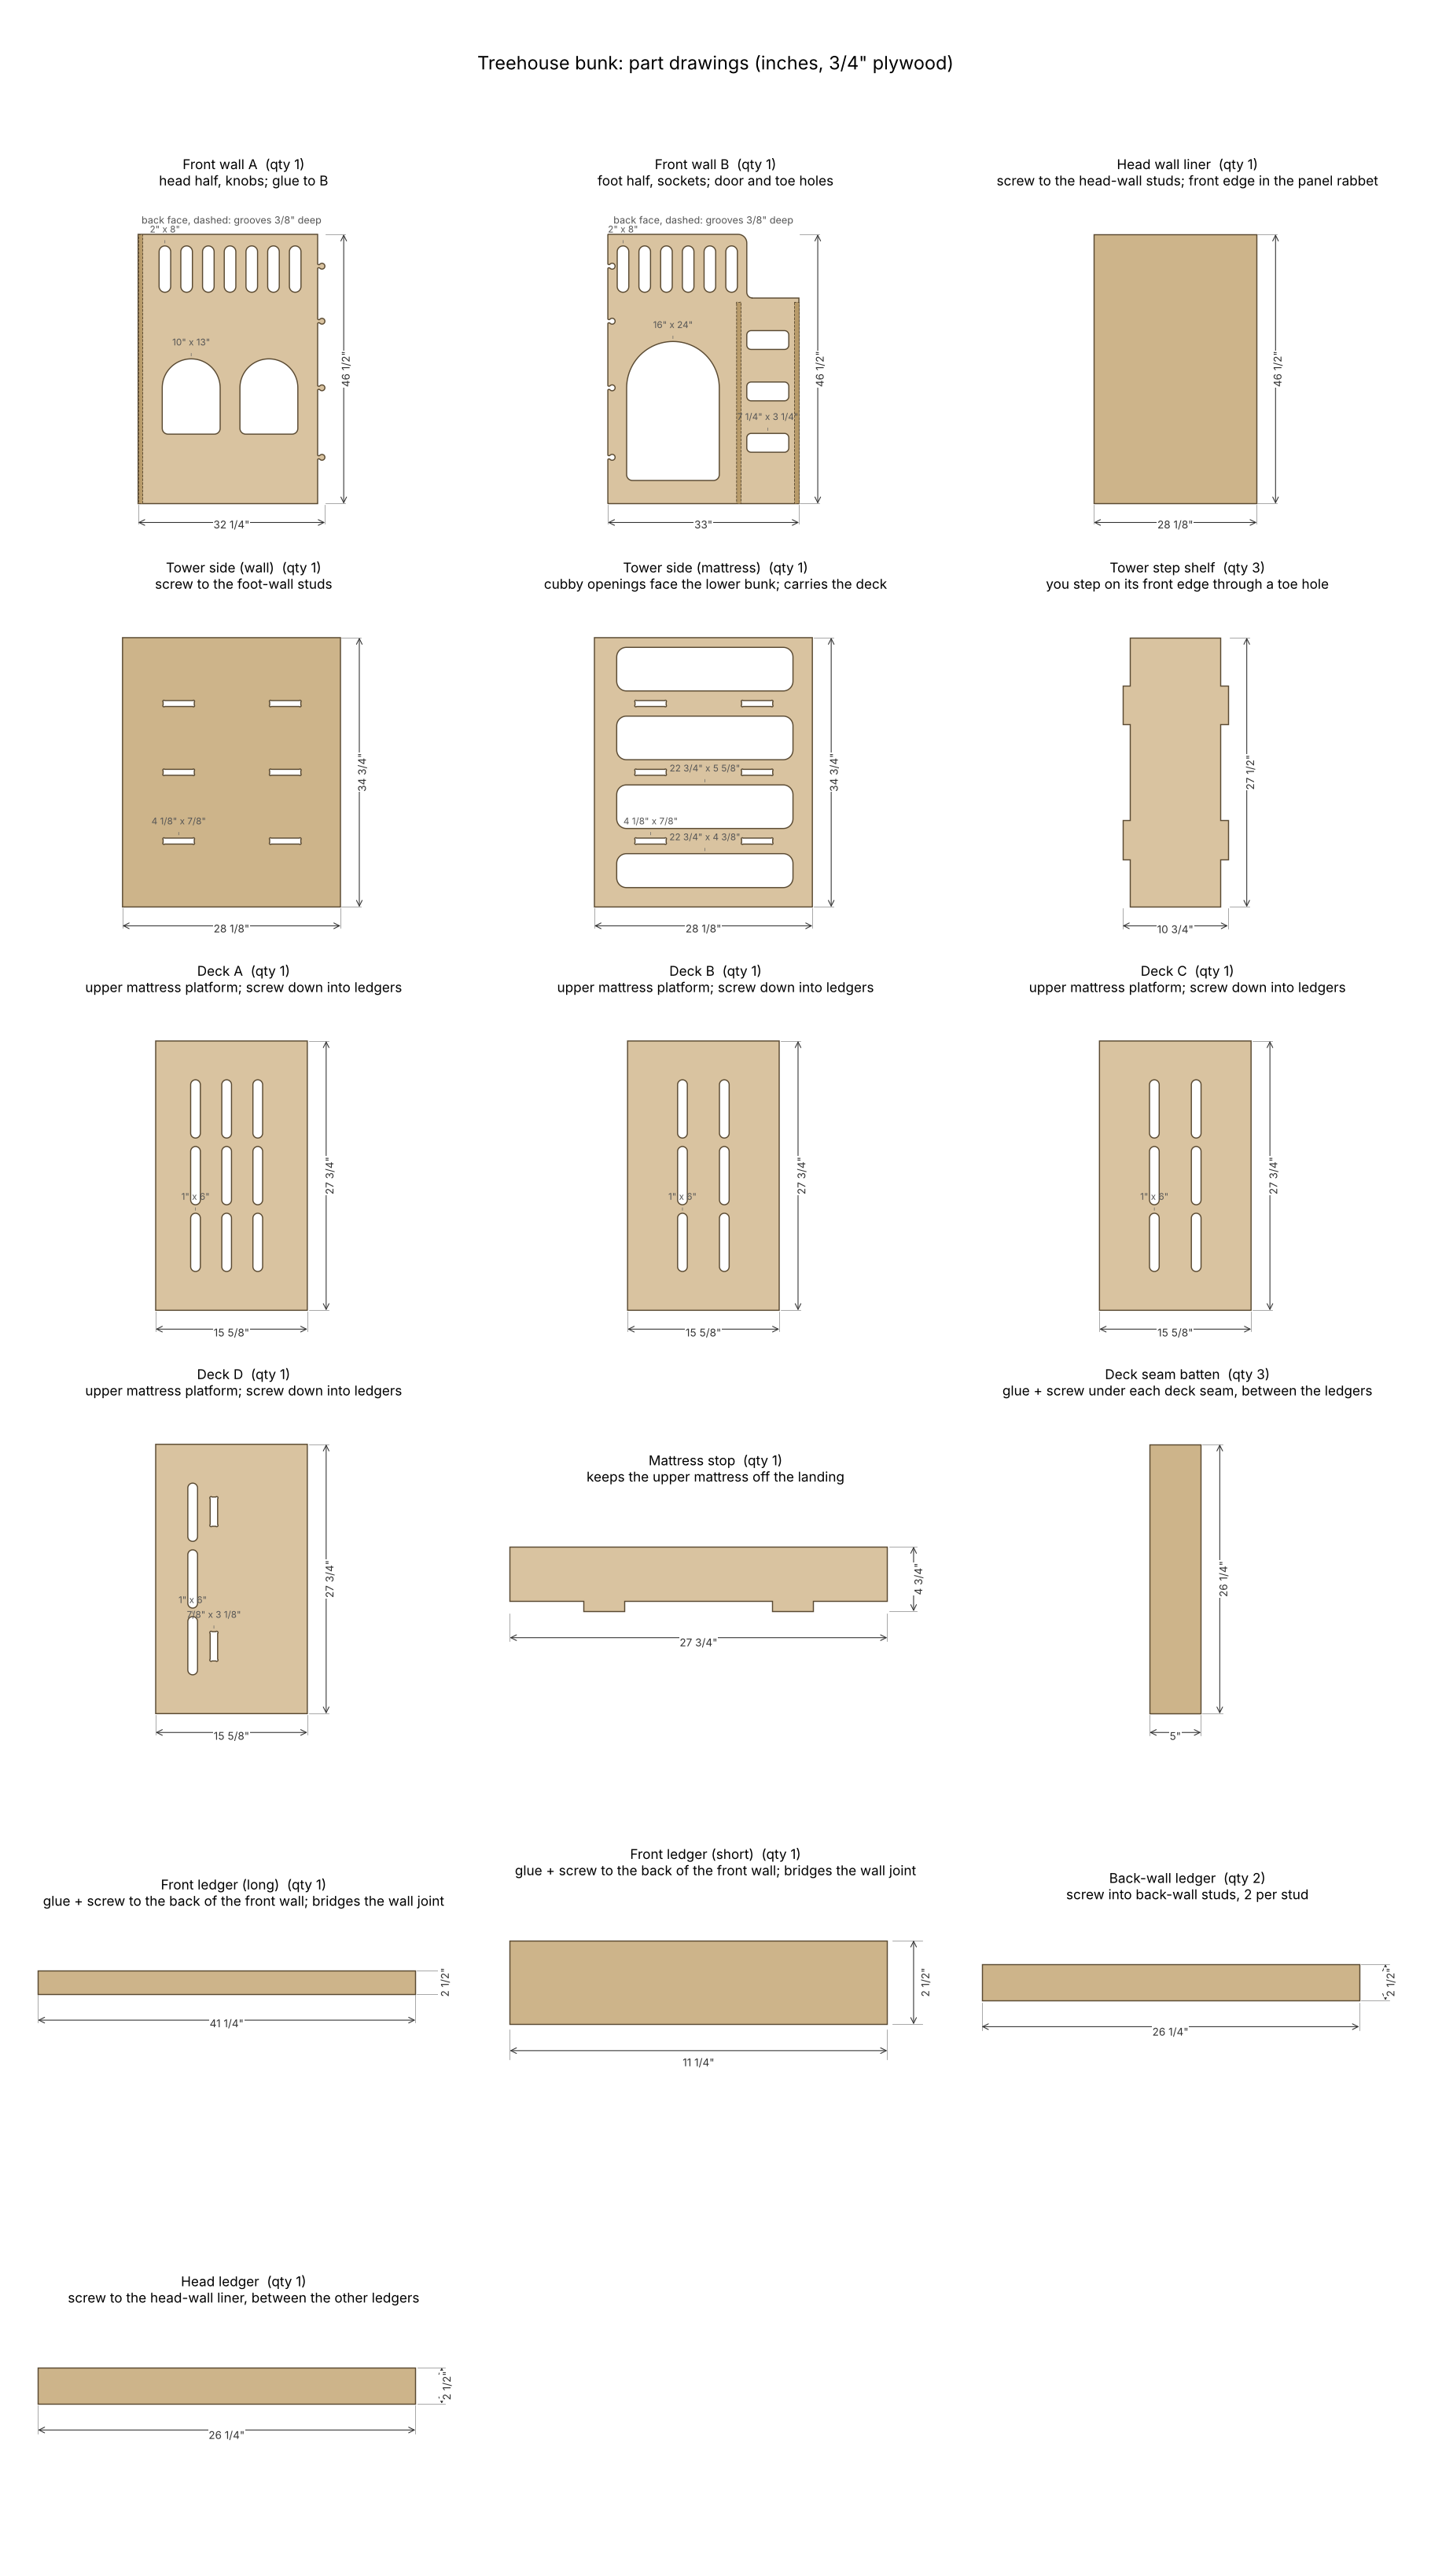 Treehouse bunk: part drawings (inches, 3/4" plywood)
Front wall A (qty 1)
head half, knobs; glue to B
back face, dashed: grooves 3/8" deep
2" x 8"
10" x 13"
46 1/2"
32 1/4"
Front wall B (qty 1)
foot half, sockets; door and toe holes
back face, dashed: grooves 3/8" deep
2" x 8"
16" x 24"
7 1/4" x 3 1/4"
46 1/2"
33"
Head wall liner (qty 1)
screw to the head-wall studs; front edge in the panel rabbet
46 1/2"
28 1/8"
Tower side (wall) (qty 1)
screw to the foot-wall studs
4 1/8" x 7/8"
34 3/4"
28 1/8"
Tower side (mattress) (qty 1)
cubby openings face the lower bunk; carries the deck
22 3/4" x 5 5/8"
4 1/8" x 7/8"
22 3/4" x 4 3/8"
34 3/4"
28 1/8"
Tower step shelf (qty 3)
you step on its front edge through a toe hole
27 1/2"
10 3/4"
Deck A (qty 1)
upper mattress platform; screw down into ledgers
1" x 6"
27 3/4"
15 5/8"
Deck B (qty 1)
upper mattress platform; screw down into ledgers
1" x 6"
27 3/4"
15 5/8"
Deck C (qty 1)
upper mattress platform; screw down into ledgers
1" x 6"
27 3/4"
15 5/8"
Deck D (qty 1)
upper mattress platform; screw down into ledgers
1" x 6"
7/8" x 3 1/8"
27 3/4"
15 5/8"
Mattress stop (qty 1)
keeps the upper mattress off the landing
4 3/4"
27 3/4"
Deck seam batten (qty 3)
glue + screw under each deck seam, between the ledgers
26 1/4"
5"
Front ledger (long) (qty 1)
glue + screw to the back of the front wall; bridges the wall joint
2 1/2"
41 1/4"
Front ledger (short) (qty 1)
glue + screw to the back of the front wall; bridges the wall joint
2 1/2"
11 1/4"
Back-wall ledger (qty 2)
screw into back-wall studs, 2 per stud
2 1/2"
26 1/4"
Head ledger (qty 1)
screw to the head-wall liner, between the other ledgers
2 1/2"
26 1/4"